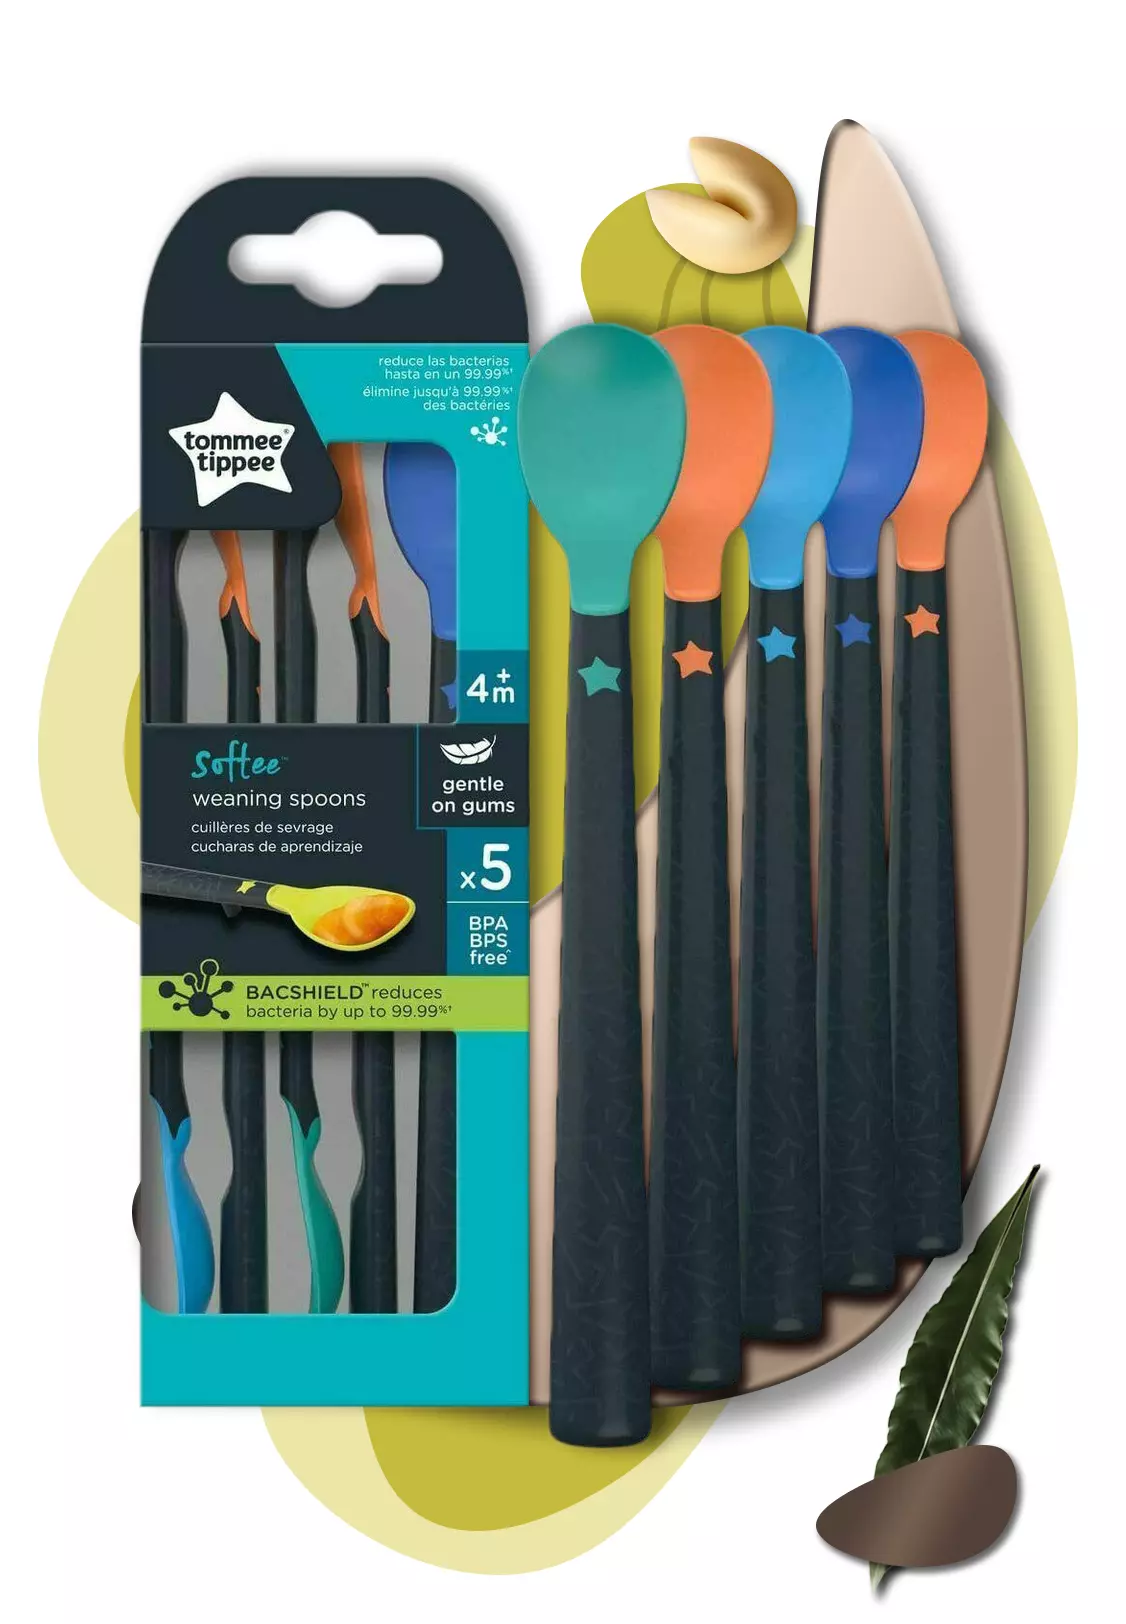 reduce las bacterias
hasta en un 99.99%†
élimine jusqu'à 99.99%†
des bactéries
tommee®
tippee
4+m
softee™
weaning spoons
cuillères de sevrage
cucharas de aprendizaje
gentle
on gums
x5
BPA
BPS
free^
BACSHIELD™ reduces
bacteria by up to 99.99%†